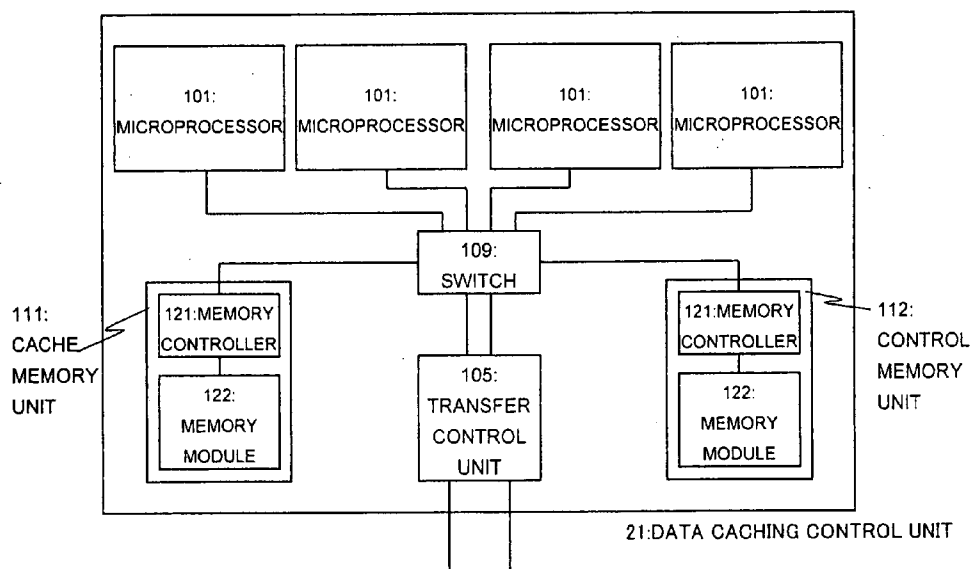 101:
MICROPROCESSOR
101:
MICROPROCESSOR
101:
MICROPROCESSOR
101:
MICROPROCESSOR
109:
SWITCH
111:
CACHE
MEMORY
UNIT
121:MEMORY
CONTROLLER
122:
MEMORY
MODULE
105:
TRANSFER
CONTROL
UNIT
121:MEMORY
CONTROLLER
122:
MEMORY
MODULE
112:
CONTROL
MEMORY
UNIT
21:DATA CACHING CONTROL UNIT